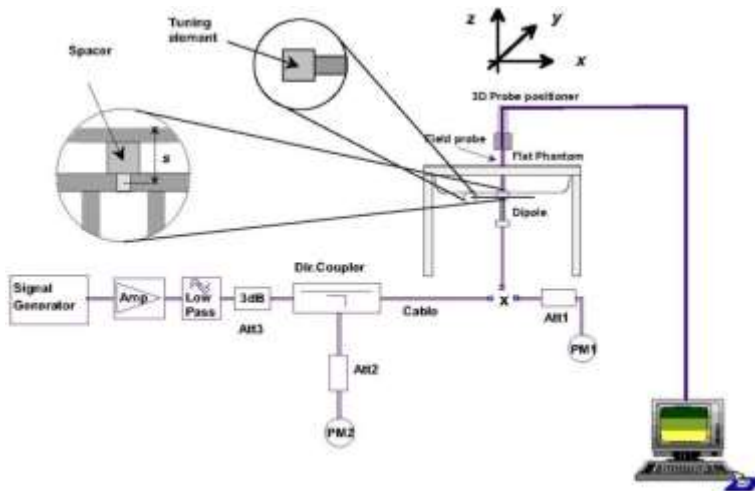 Tuning
element
Spacer
s
z
y
x
3D Probe positioner
Field probe
Flat Phantom
Dipole
Signal
Generator
Amp
Low
Pass
3dB
Att3
Dir.Coupler
Cable
x
Att1
PM1
Att2
PM2